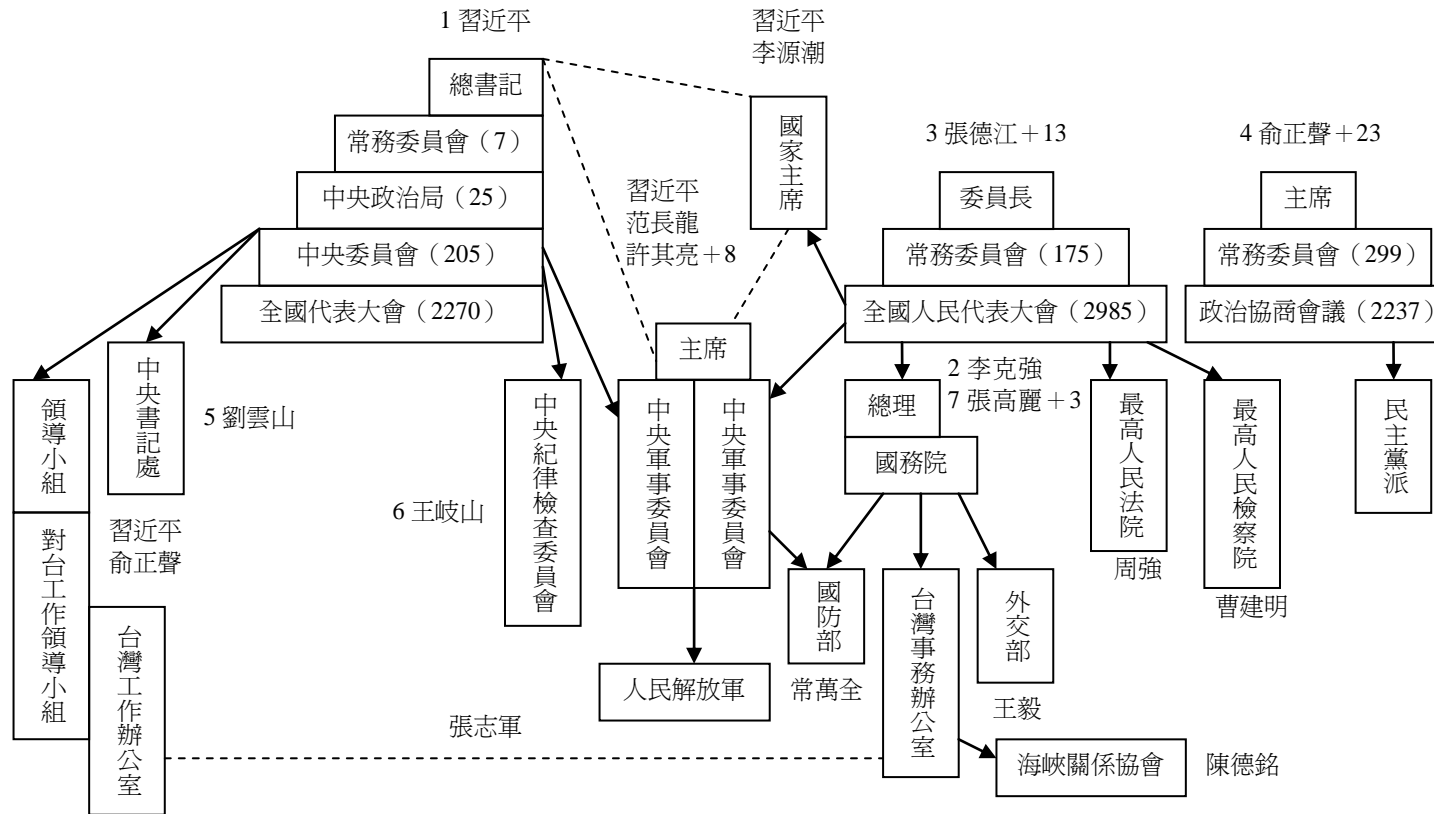 1 習近平
習近平
李源潮
總書記
國家主席
3 張德江＋13
4 俞正聲＋23
常務委員會（7）
中央政治局（25）
習近平
范長龍
許其亮＋8
委員長
主席
中央委員會（205）
常務委員會（175）
常務委員會（299）
全國代表大會（2270）
全國人民代表大會（2985）
政治協商會議（2237）
主席
領導小組
中央書記處
5 劉雲山
中央紀律檢查委員會
6 王岐山
中央軍事委員會
中央軍事委員會
總理
2 李克強
7 張高麗＋3
國務院
最高人民法院
周強
最高人民檢察院
曹建明
民主黨派
對台工作領導小組
習近平
俞正聲
台灣工作辦公室
國防部
常萬全
台灣事務辦公室
外交部
王毅
人民解放軍
張志軍
海峽關係協會
陳德銘